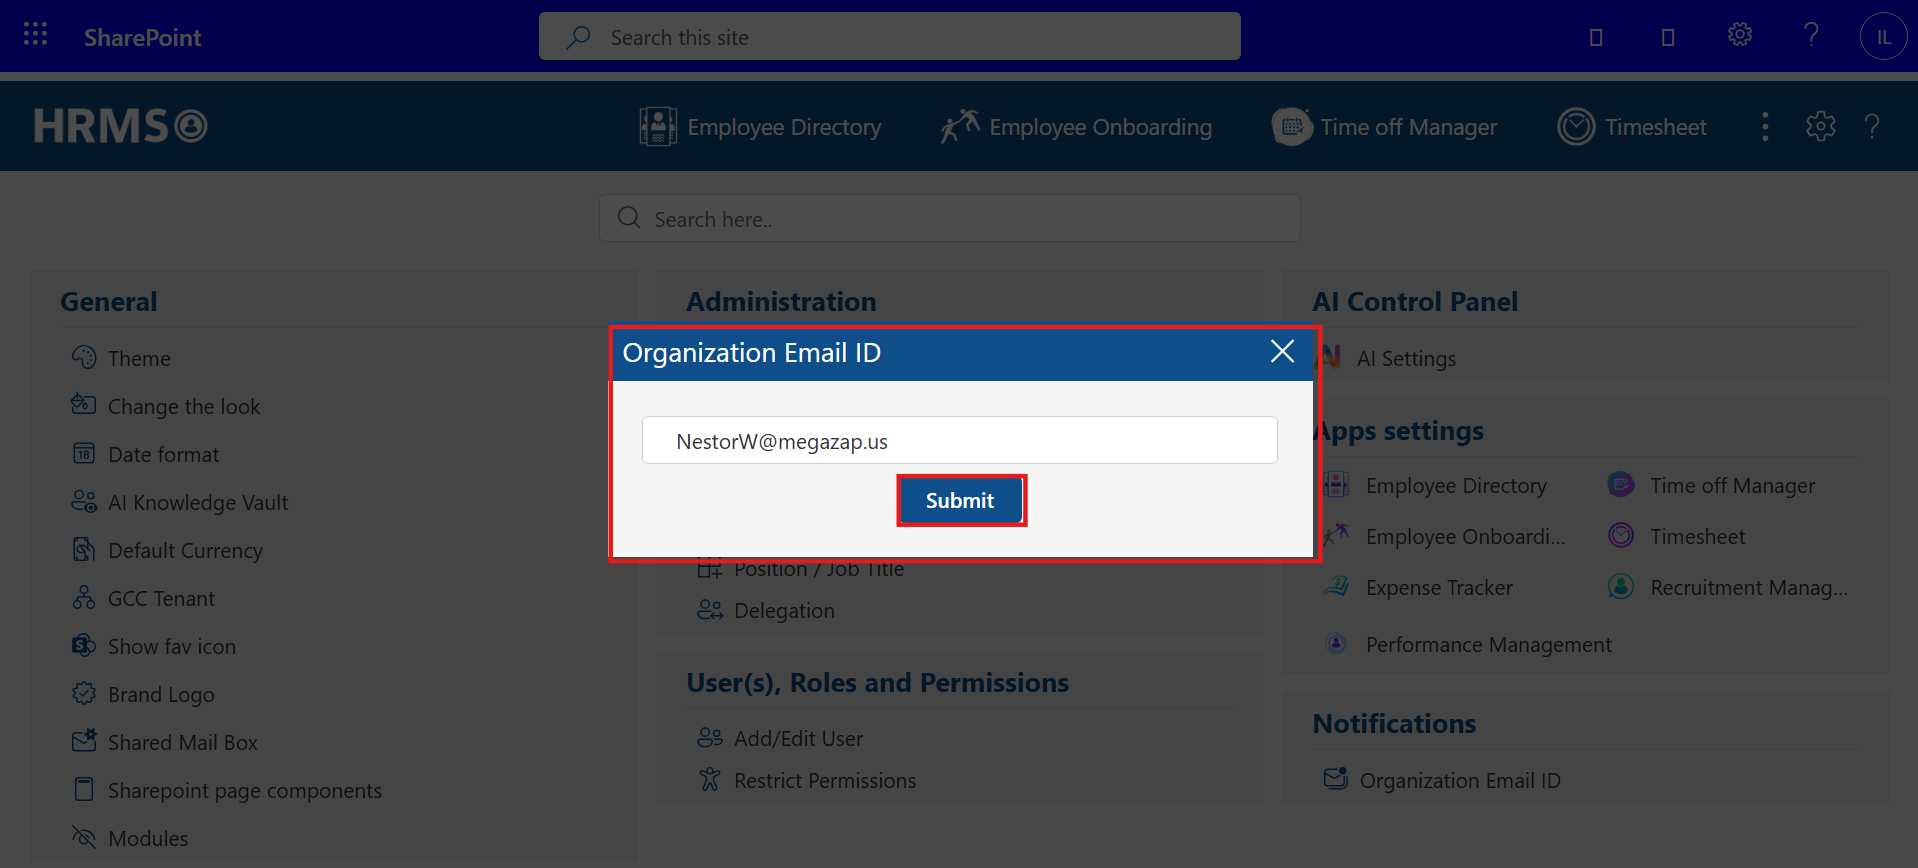 SharePoint
Search this site
IL
HRMS
Employee Directory
Employee Onboarding
Time off Manager
Timesheet
Search here..
General
Theme
Change the look
18
Date format
AI Knowledge Vault
Default Currency
GCC Tenant
S
Show fav icon
Brand Logo
Shared Mail Box
Sharepoint page components
Modules
Administration
Organization Email ID
NestorW@megazap.us
Submit
Position / Job Title
Delegation
User(s), Roles and Permissions
Add/Edit User
Restrict Permissions
AI Control Panel
AI Settings
Apps settings
Employee Directory
Time off Manager
Employee Onboardi...
Timesheet
Expense Tracker
Recruitment Manag...
Performance Management
Notifications
Organization Email ID